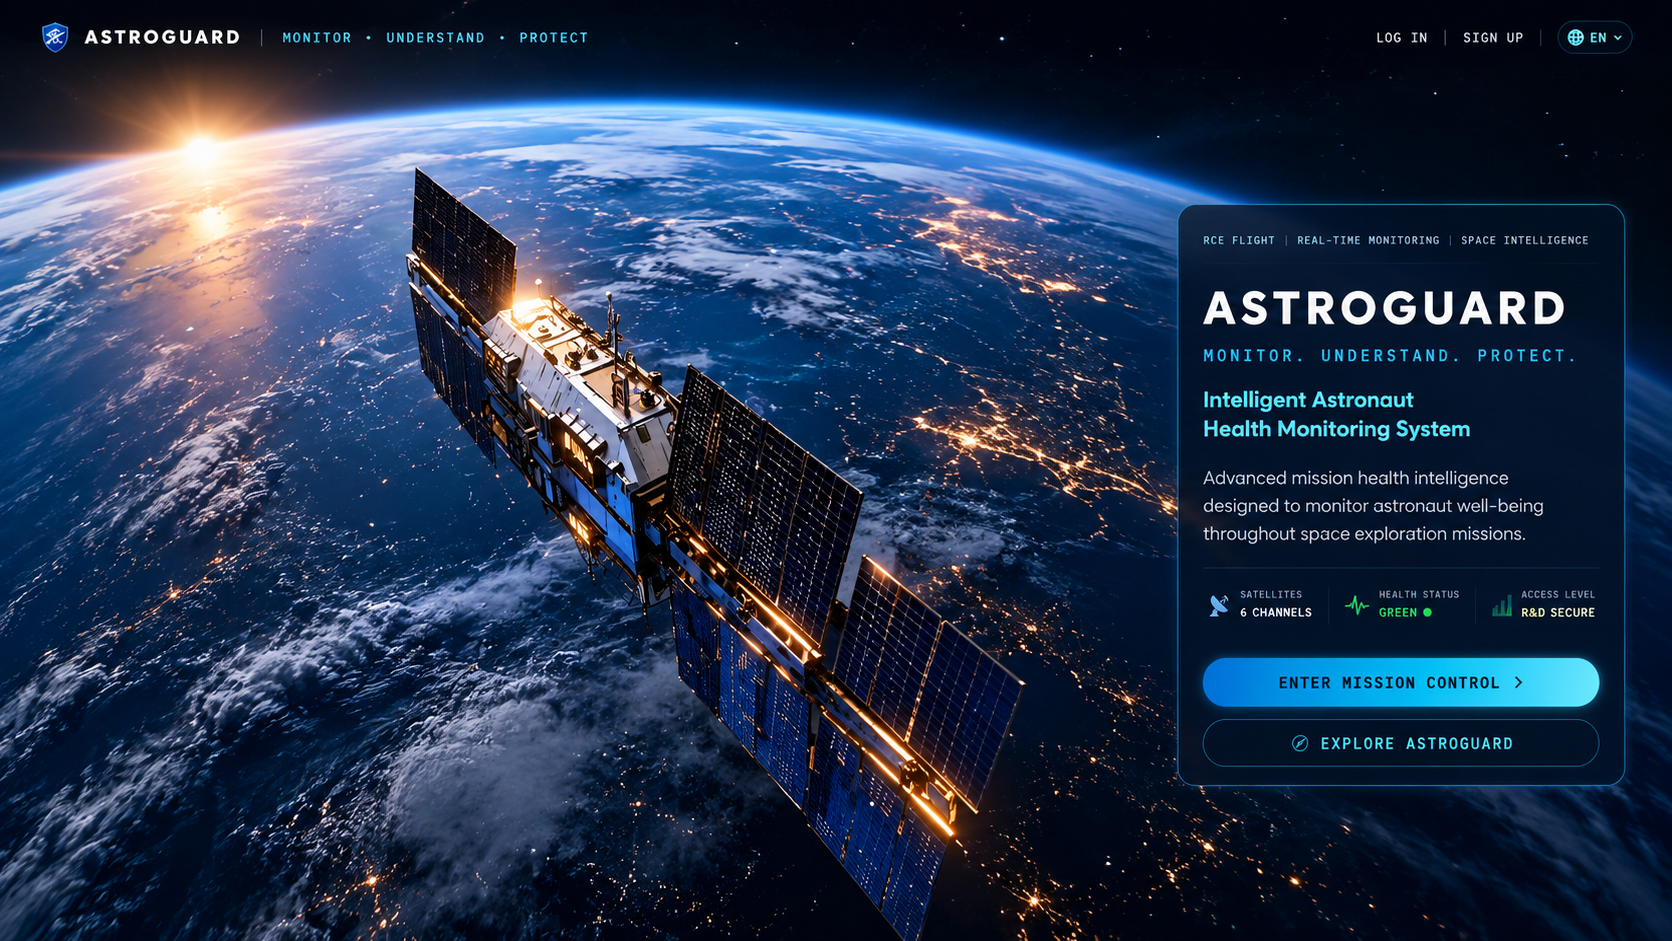 ASTROGUARD | MONITOR • UNDERSTAND • PROTECT
LOG IN | SIGN UP | EN
RCE FLIGHT | REAL-TIME MONITORING | SPACE INTELLIGENCE
ASTROGUARD
MONITOR. UNDERSTAND. PROTECT.
Intelligent Astronaut
Health Monitoring System
Advanced mission health intelligence
designed to monitor astronaut well-being
throughout space exploration missions.
SATELLITES
6 CHANNELS
HEALTH STATUS
GREEN
ACCESS LEVEL
R&D SECURE
ENTER MISSION CONTROL
EXPLORE ASTROGUARD